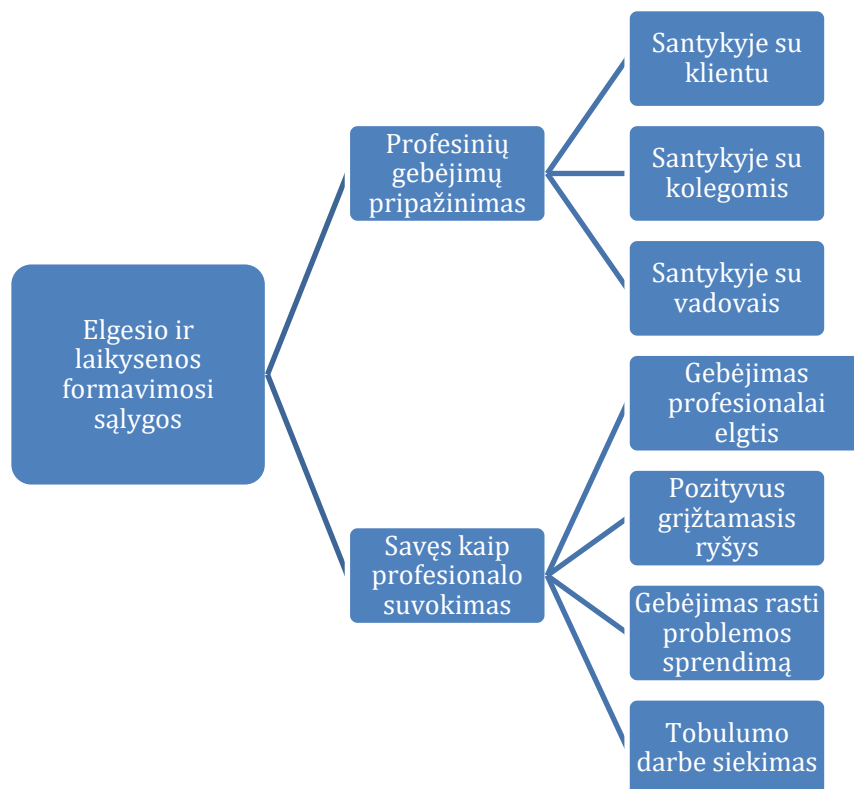 Elgesio ir
laikysenos
formavimosi
sąlygos
Profesinių
gebėjimų
pripažinimas
Santykyje su
klientu
Santykyje su
kolegomis
Santykyje su
vadovais
Savęs kaip
profesionalo
suvokimas
Gebėjimas
profesionalai
elgtis
Pozityvus
grįžtamasis
ryšys
Gebėjimas rasti
problemos
sprendimą
Tobulumo
darbe siekimas